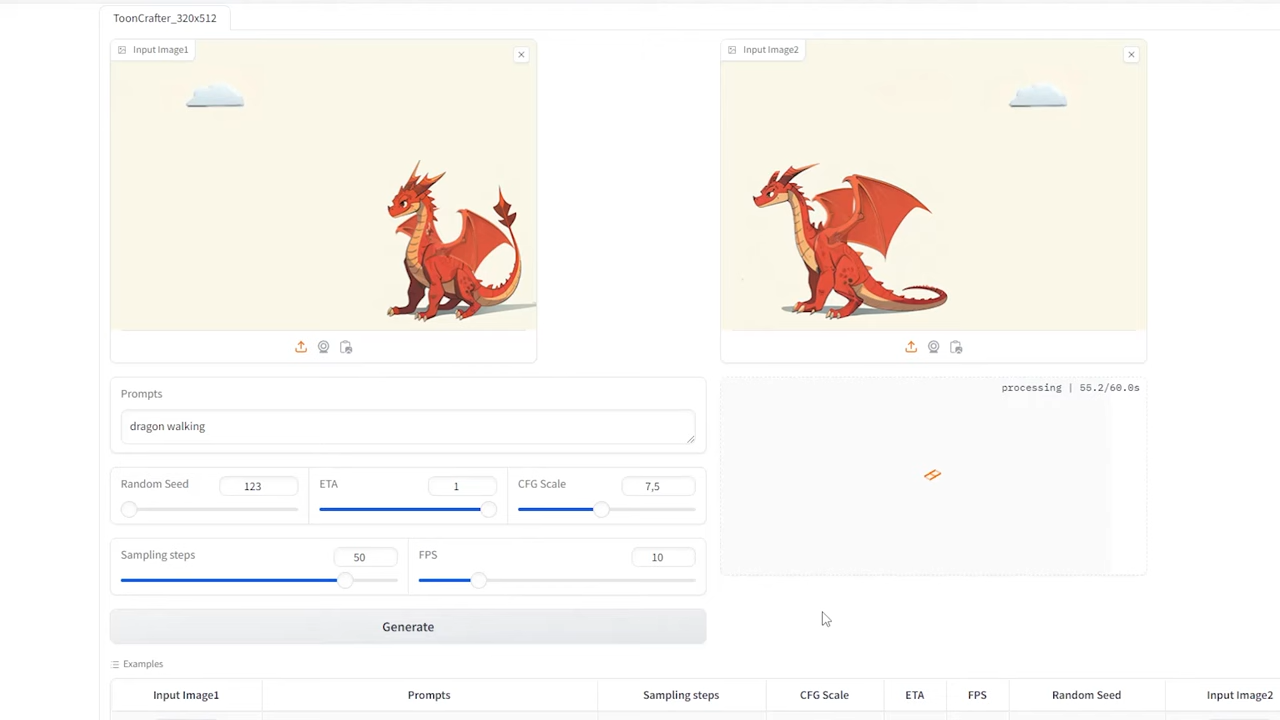 ToonCrafter_320x512
Input Image1
Input Image2
Prompts
dragon walking
processing | 55.2/60.0s
Random Seed 123 ETA 1 CFG Scale 7,5
Sampling steps 50 FPS 10
Generate
Examples
Input Image1 Prompts Sampling steps CFG Scale ETA FPS Random Seed Input Image2